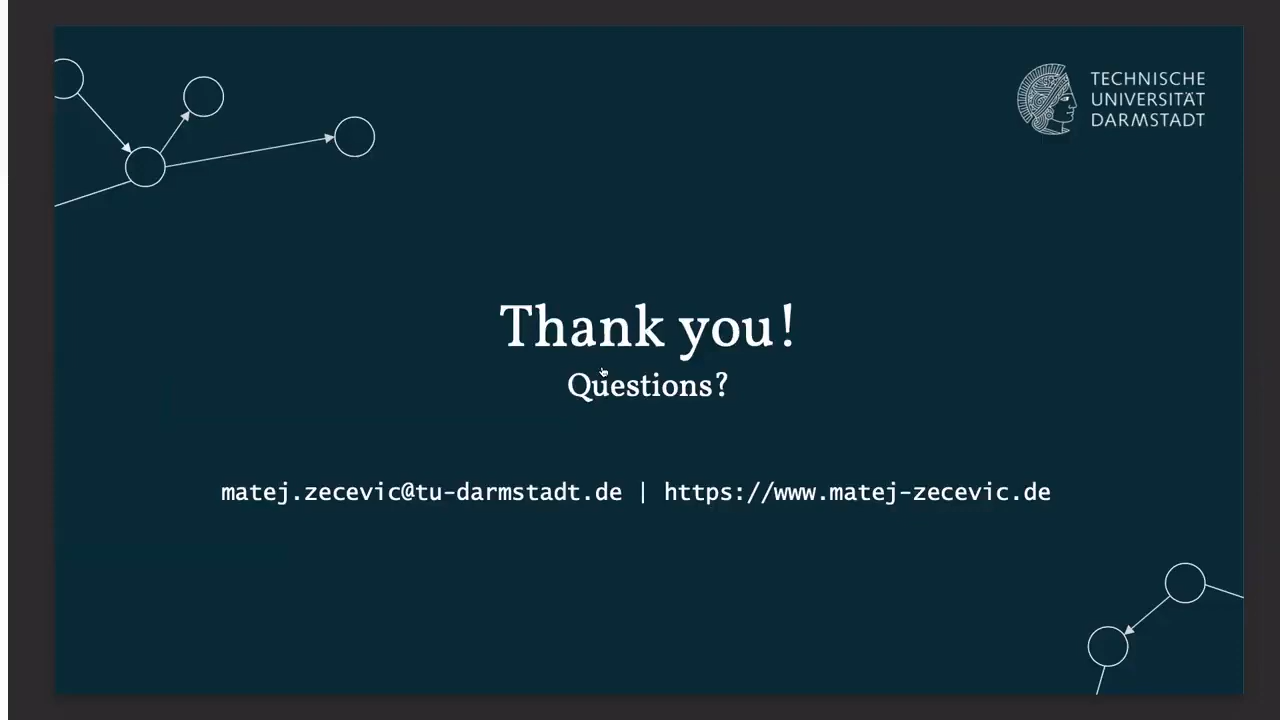 TECHNISCHE
UNIVERSITÄT
DARMSTADT
Thank you!
Questions?
matej.zecevic@tu-darmstadt.de | https://www.matej-zecevic.de